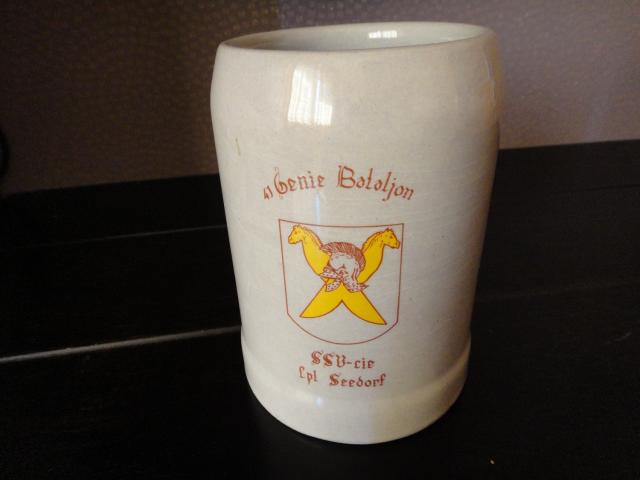 41 Genie Bataljon
SSV-cie
Lpl Seedorf